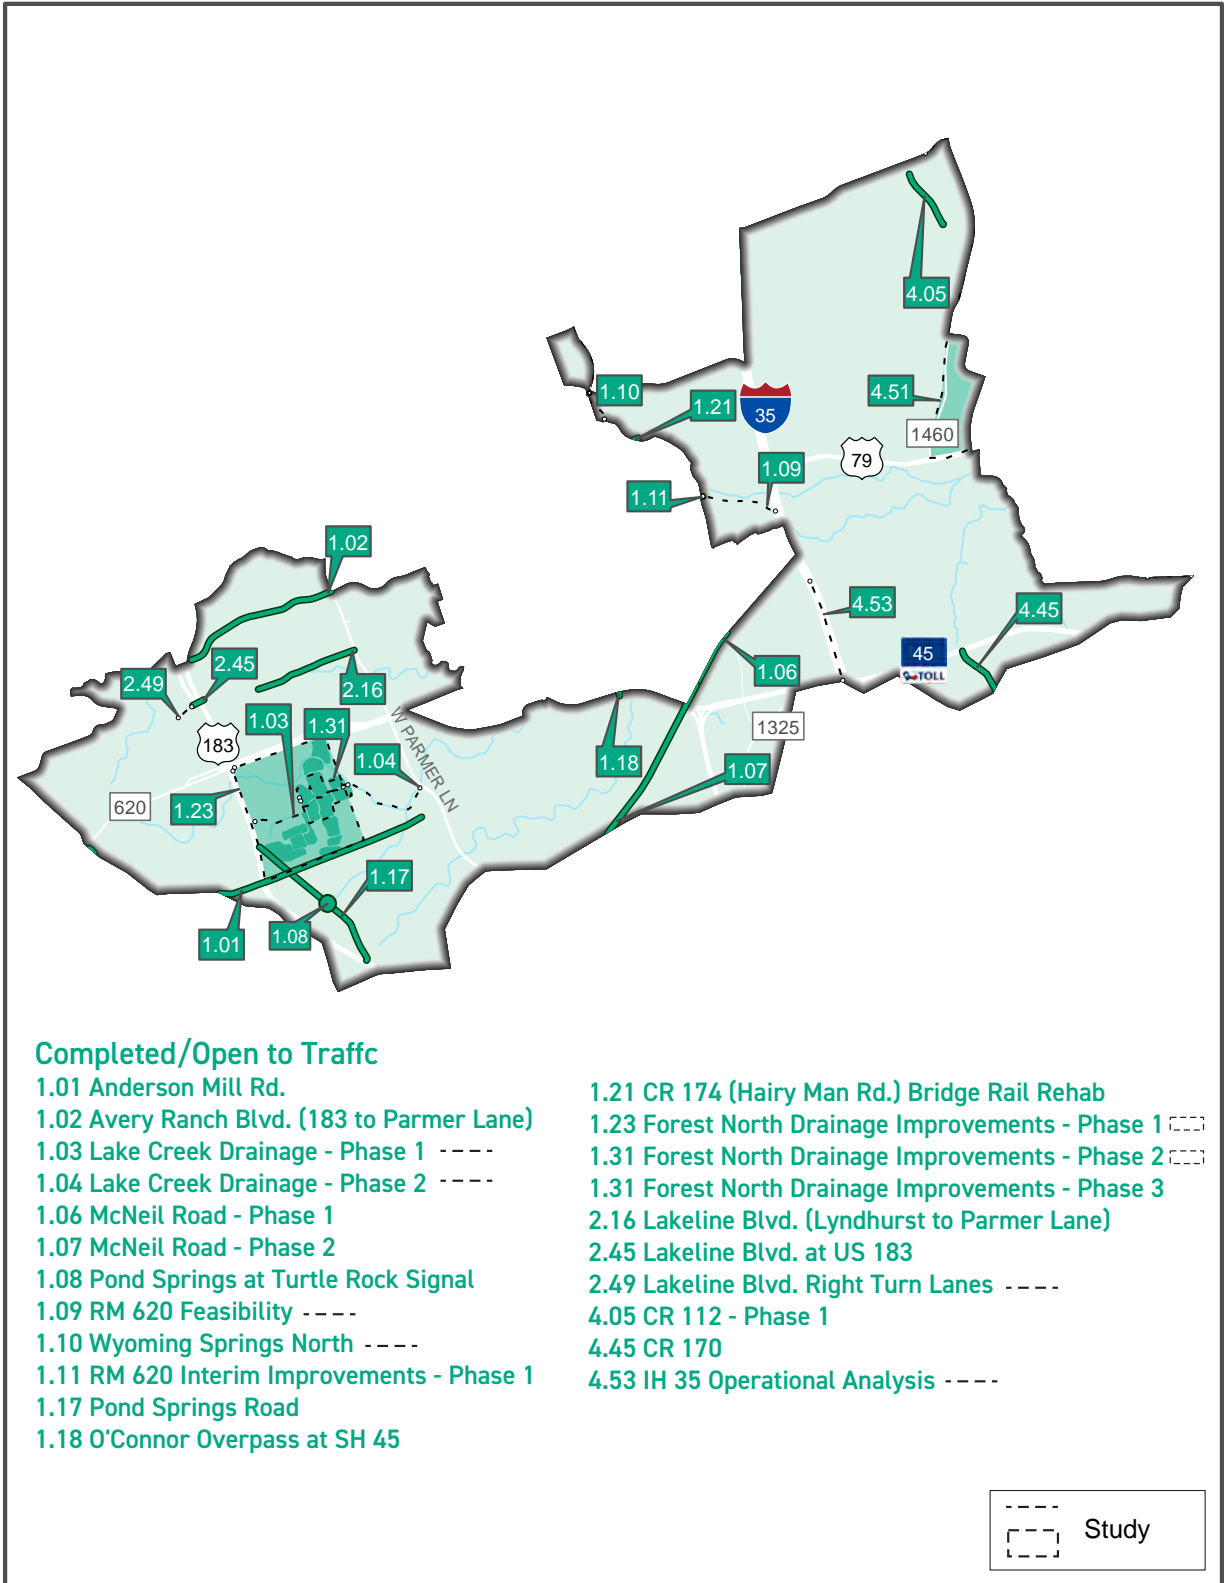 4.05
1.10
1.21
35
4.51
1460
79
1.09
1.11
1.02
4.53
4.45
2.45
45
TOLL
2.49
2.16
1.06
1.03
1.31
W PARMER LN
1325
183
1.04
1.18
1.07
620
1.23
1.17
1.01
1.08
Completed/Open to Traffc
1.01 Anderson Mill Rd.
1.02 Avery Ranch Blvd. (183 to Parmer Lane)
1.03 Lake Creek Drainage - Phase 1
1.04 Lake Creek Drainage - Phase 2
1.06 McNeil Road - Phase 1
1.07 McNeil Road - Phase 2
1.08 Pond Springs at Turtle Rock Signal
1.09 RM 620 Feasibility
1.10 Wyoming Springs North
1.11 RM 620 Interim Improvements - Phase 1
1.17 Pond Springs Road
1.18 O'Connor Overpass at SH 45
1.21 CR 174 (Hairy Man Rd.) Bridge Rail Rehab
1.23 Forest North Drainage Improvements - Phase 1
1.31 Forest North Drainage Improvements - Phase 2
1.31 Forest North Drainage Improvements - Phase 3
2.16 Lakeline Blvd. (Lyndhurst to Parmer Lane)
2.45 Lakeline Blvd. at US 183
2.49 Lakeline Blvd. Right Turn Lanes
4.05 CR 112 - Phase 1
4.45 CR 170
4.53 IH 35 Operational Analysis
Study